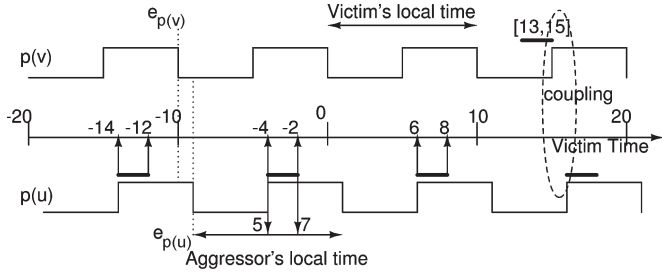 e_p(v)
Victim's local time
[13,15]
p(v)
coupling
-20 -14 -12 -10 -4 -2 0 6 8 10 20
Victim Time
p(u)
5 7
e_p(u)
Aggressor's local time